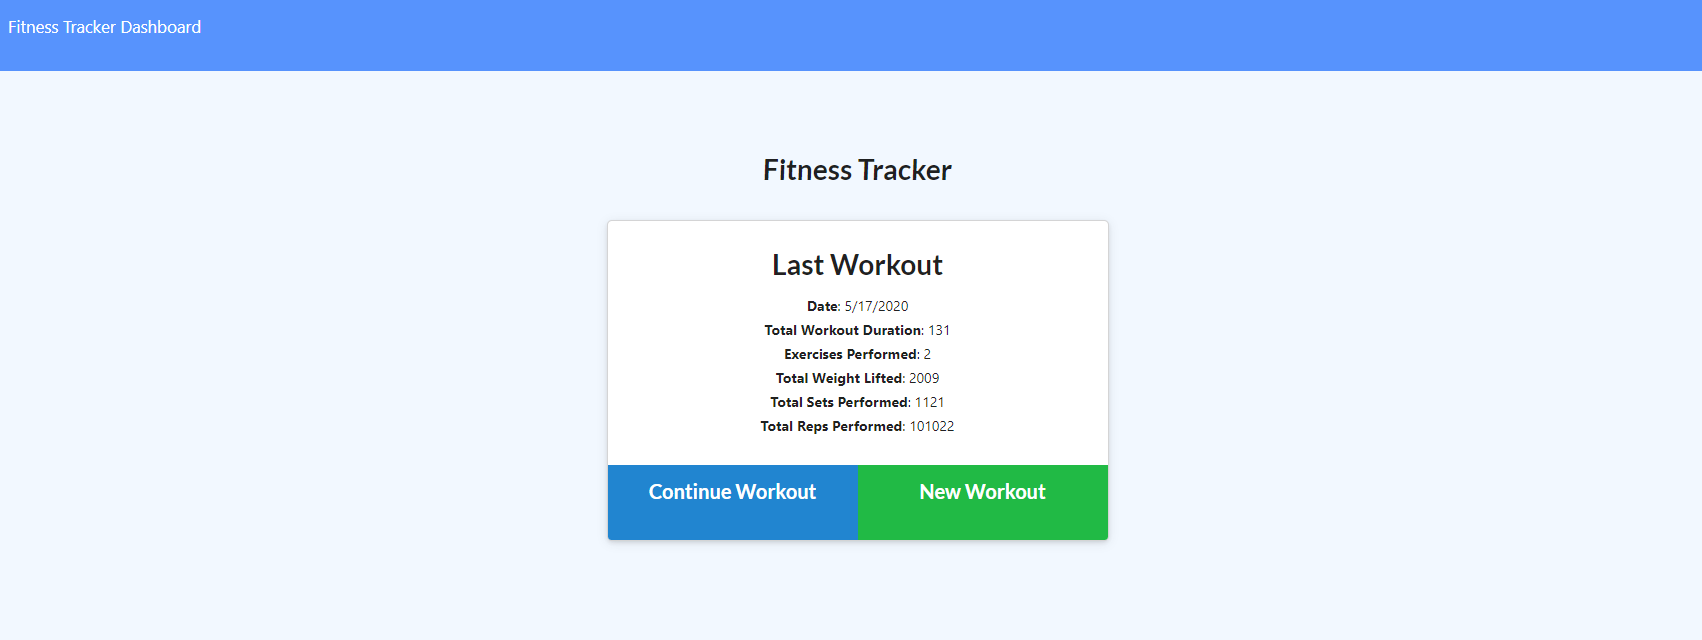 Fitness Tracker Dashboard
Fitness Tracker
Last Workout
Date: 5/17/2020
Total Workout Duration: 131
Exercises Performed: 2
Total Weight Lifted: 2009
Total Sets Performed: 1121
Total Reps Performed: 101022
Continue Workout
New Workout